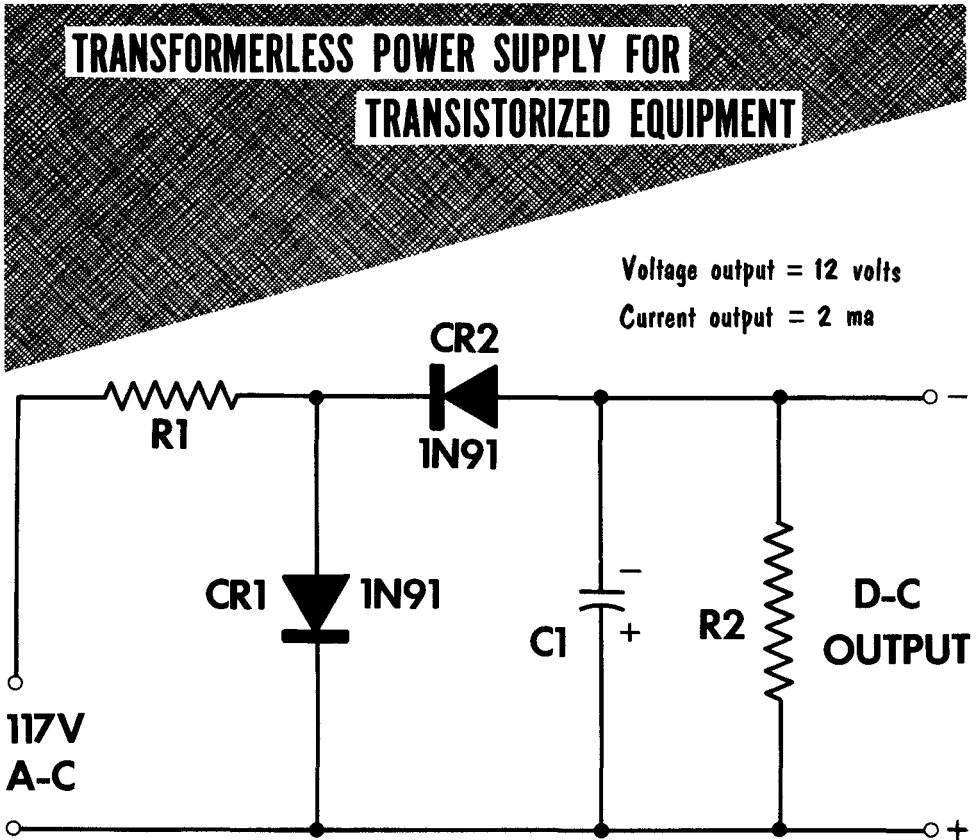 TRANSFORMERLESS POWER SUPPLY FOR
TRANSISTORIZED EQUIPMENT
Voltage output = 12 volts
Current output = 2 ma
CR2
R1
1N91
−
CR1
1N91
−
+
C1
R2
D-C
OUTPUT
117V
A-C
+